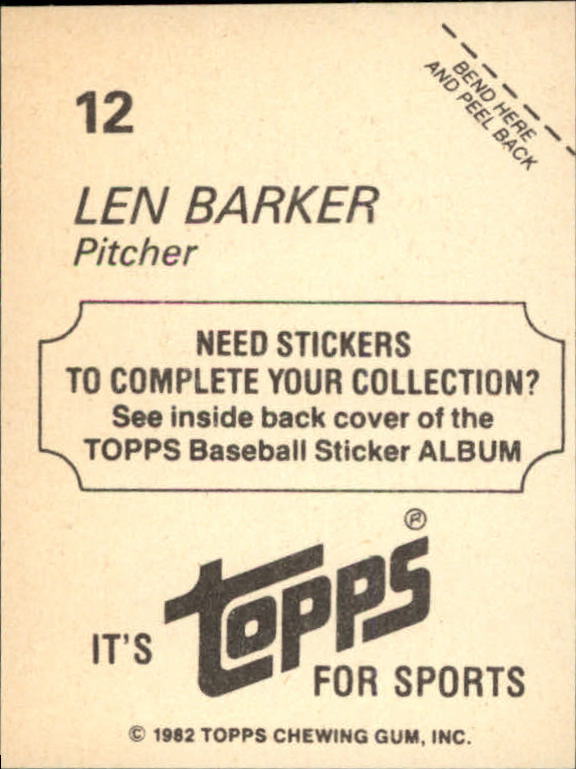 BEND HERE
AND PEEL BACK
12
LEN BARKER
Pitcher
NEED STICKERS
TO COMPLETE YOUR COLLECTION?
See inside back cover of the
TOPPS Baseball Sticker ALBUM
IT'S topps®
FOR SPORTS
© 1982 TOPPS CHEWING GUM, INC.